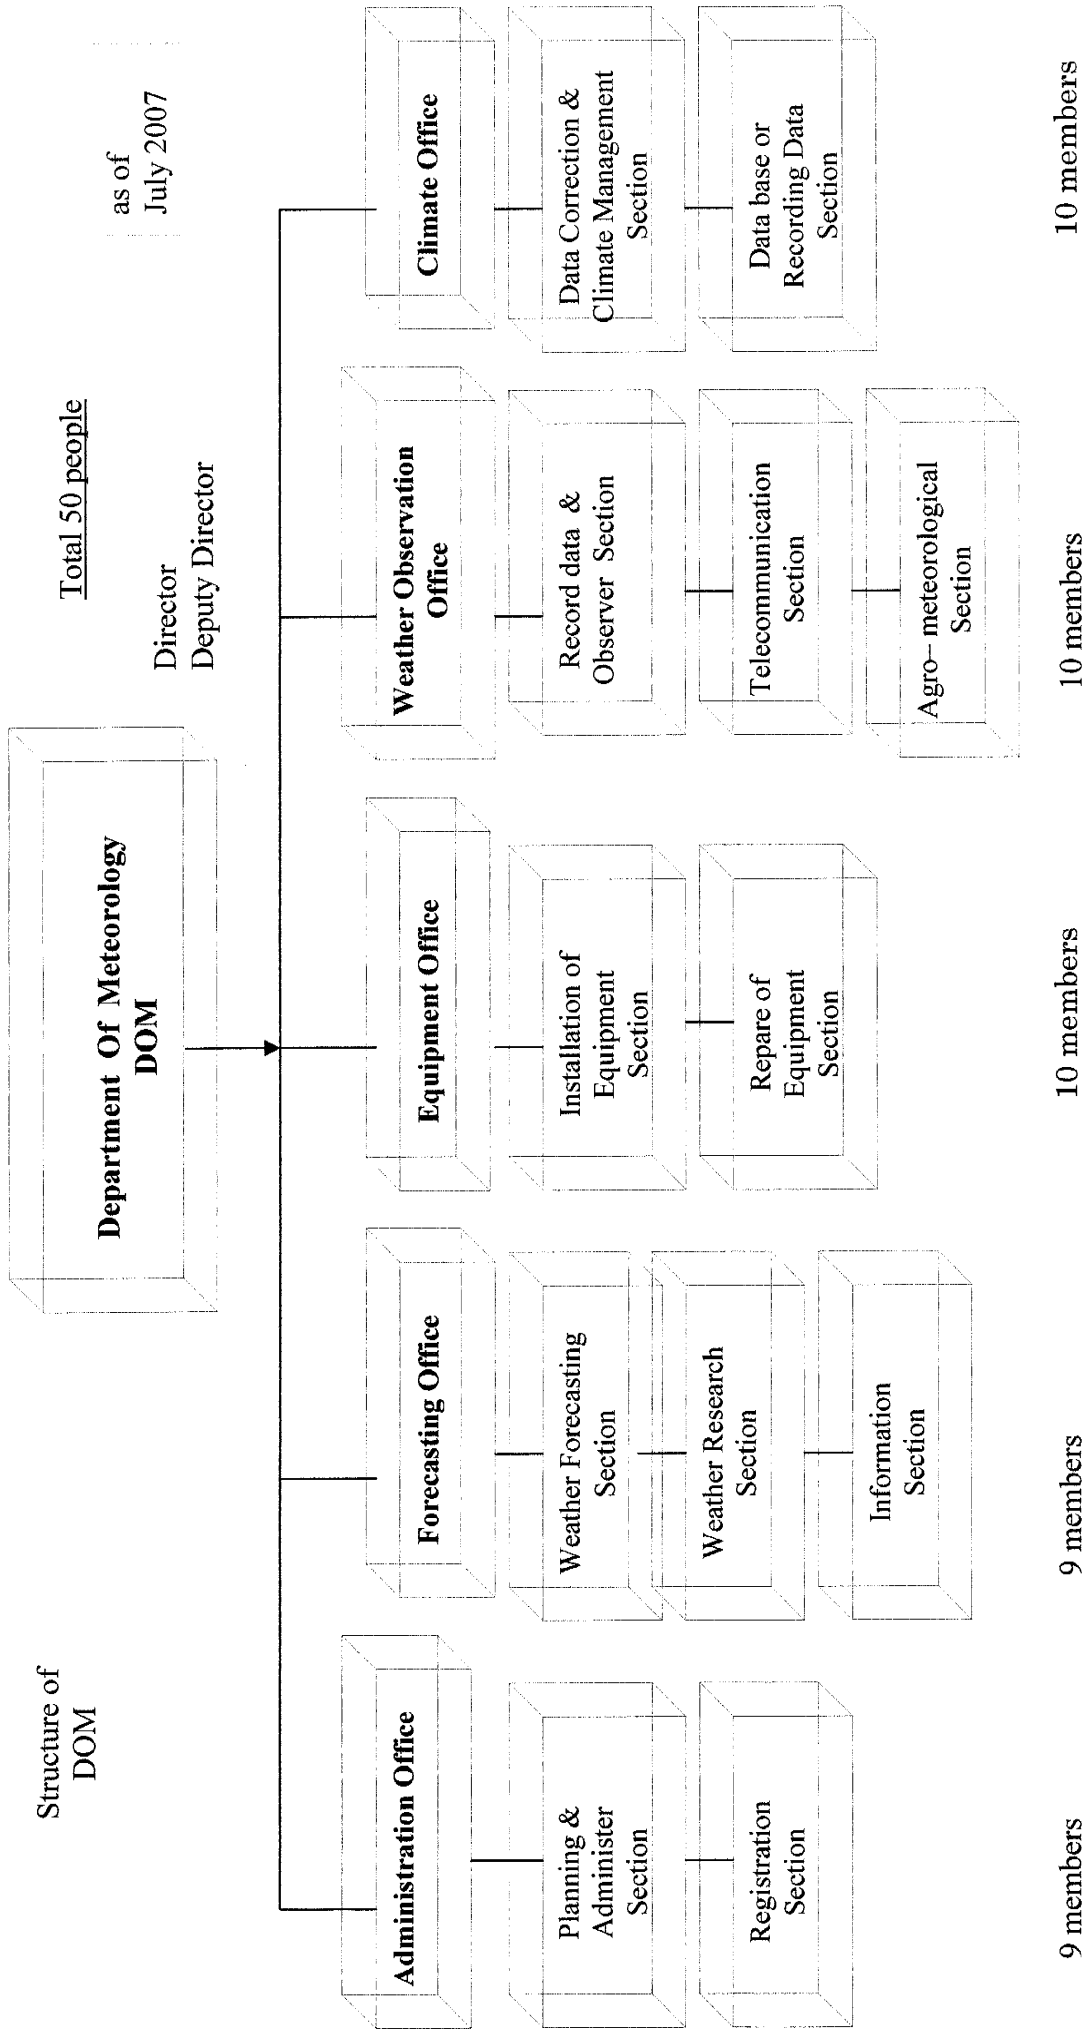 Structure of
DOM
Total 50 people
as of
July 2007
Department Of Meteorology
DOM
Director
Deputy Director
Administration Office
Planning &
Administer
Section
Registration
Section
9 members
Forecasting Office
Weather Forecasting
Section
Weather Research
Section
Information
Section
9 members
Equipment Office
Installation of
Equipment
Section
Repare of
Equipment
Section
10 members
Weather Observation
Office
Record data &
Observer Section
Telecommunication
Section
Agro– meteorological
Section
10 members
Climate Office
Data Correction &
Climate Management
Section
Data base or
Recording Data
Section
10 members